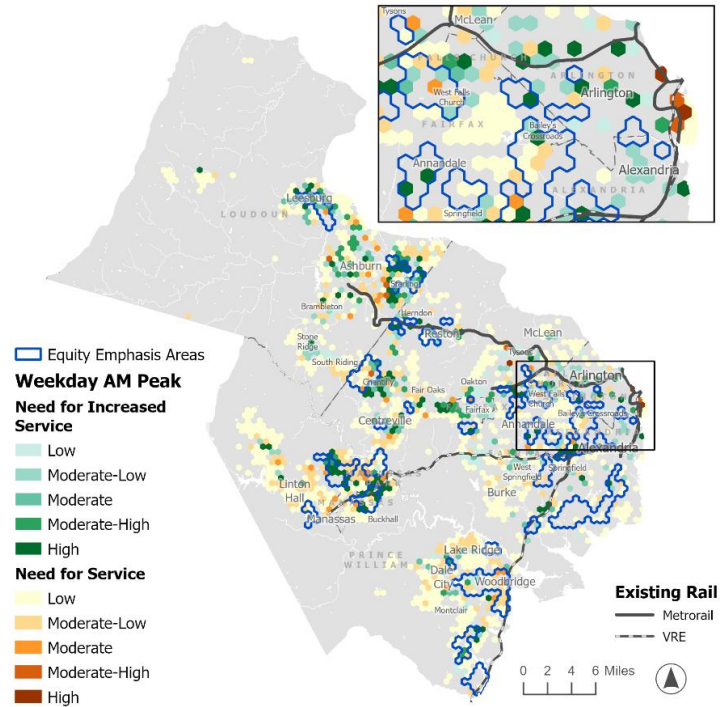 Tysons
McLean
FALLS CHURCH
ARLINGTON
Arlington
West Falls
Church
FAIRFAX
Bailey's
Crossroads
Annandale
Alexandria
ALEXANDRIA
Springfield
Leesburg
LOUDOUN
Ashburn
Sterling
Brambleton
Herndon
Reston
McLean
Stone
Ridge
Tysons
South Riding
Arlington
Oakton
West Falls
Church
Chantilly
Fair Oaks
Bailey's Crossroads
Fairfax
Annandale
Centreville
Alexandria
West
Springfield
Springfield
Linton
Hall
Burke
Manassas
Buckhall
PRINCE
WILLIAM
Lake Ridge
Dale
City
Woodbridge
Montclair
Equity Emphasis Areas
Weekday AM Peak
Need for Increased
Service
Low
Moderate-Low
Moderate
Moderate-High
High
Need for Service
Low
Moderate-Low
Moderate
Moderate-High
High
Existing Rail
Metrorail
VRE
0 2 4 6 Miles